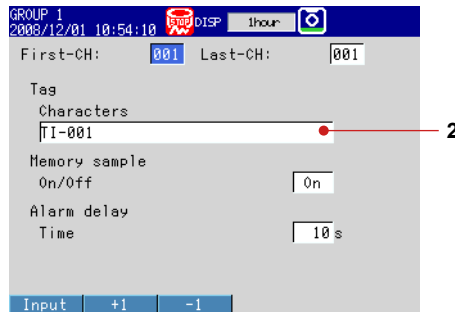 GROUP 1
2008/12/01 10:54:10 STOP DISP 1hour
First-CH: 001 Last-CH: 001
Tag
Characters
TI-001
2
Memory sample
On/Off On
Alarm delay
Time 10 s
Input +1 -1